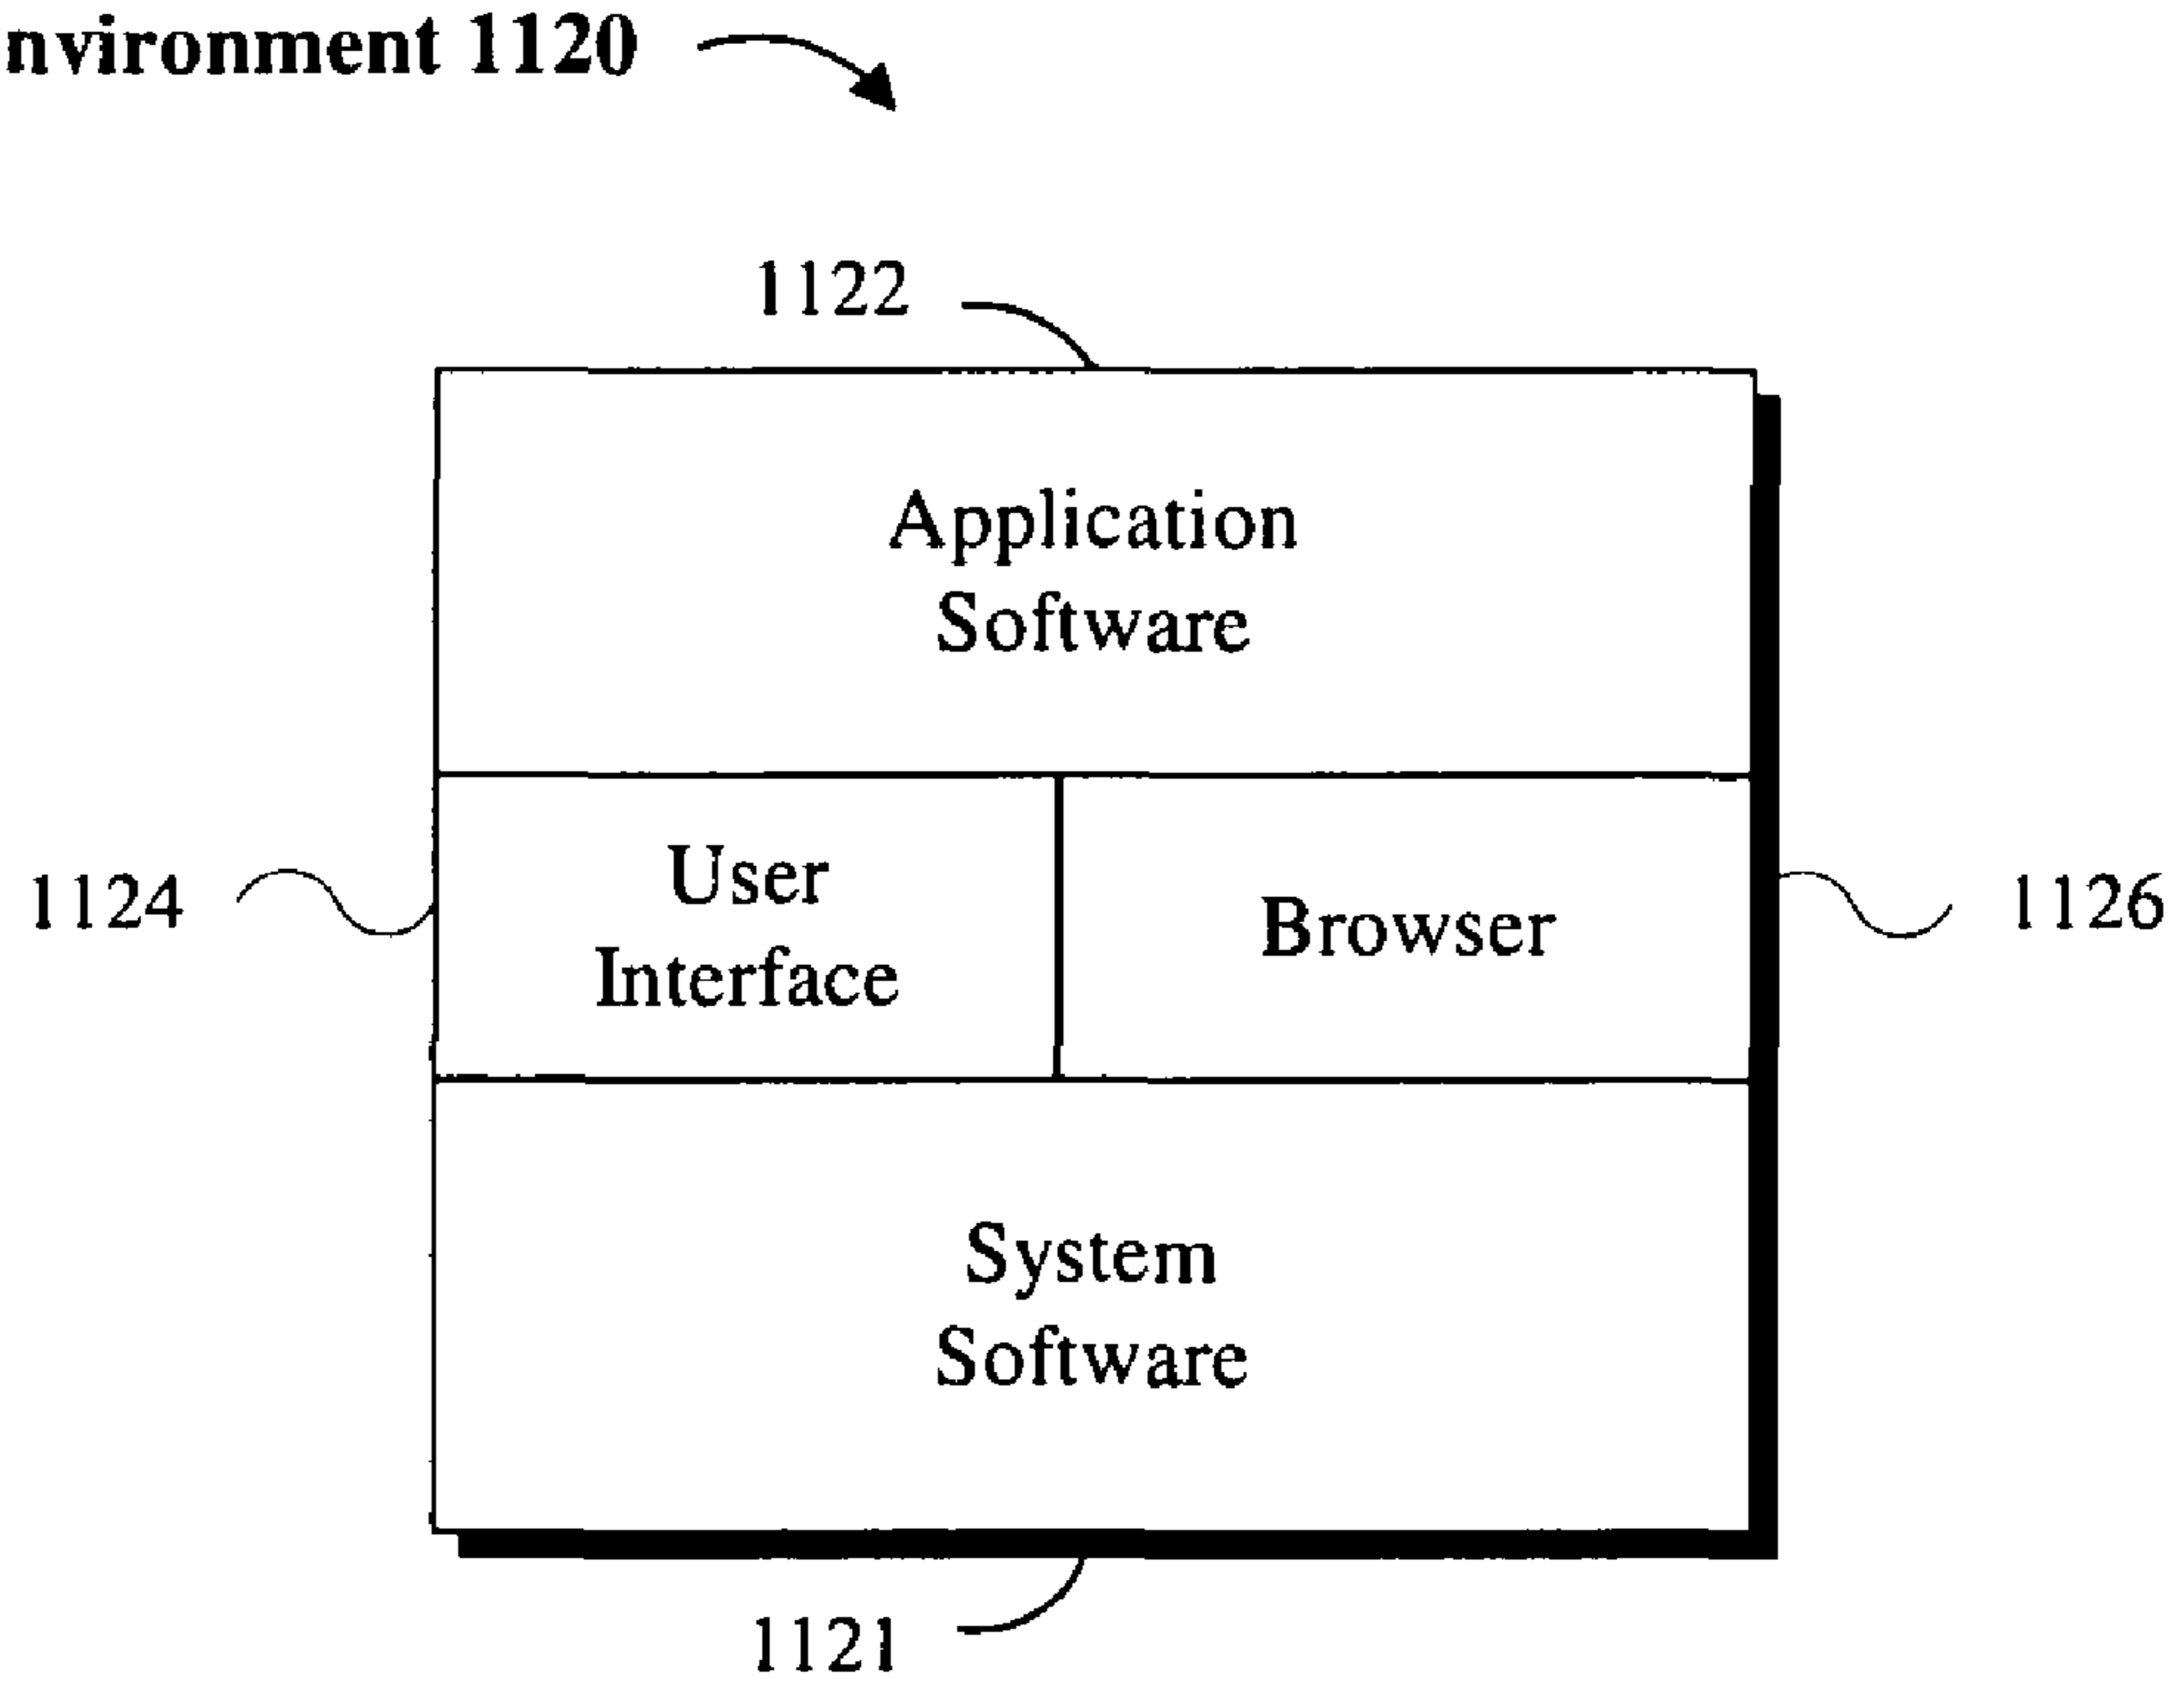 nvironment 1120
1122
Application
Software
User
Interface
Browser
1124
1126
System
Software
1121